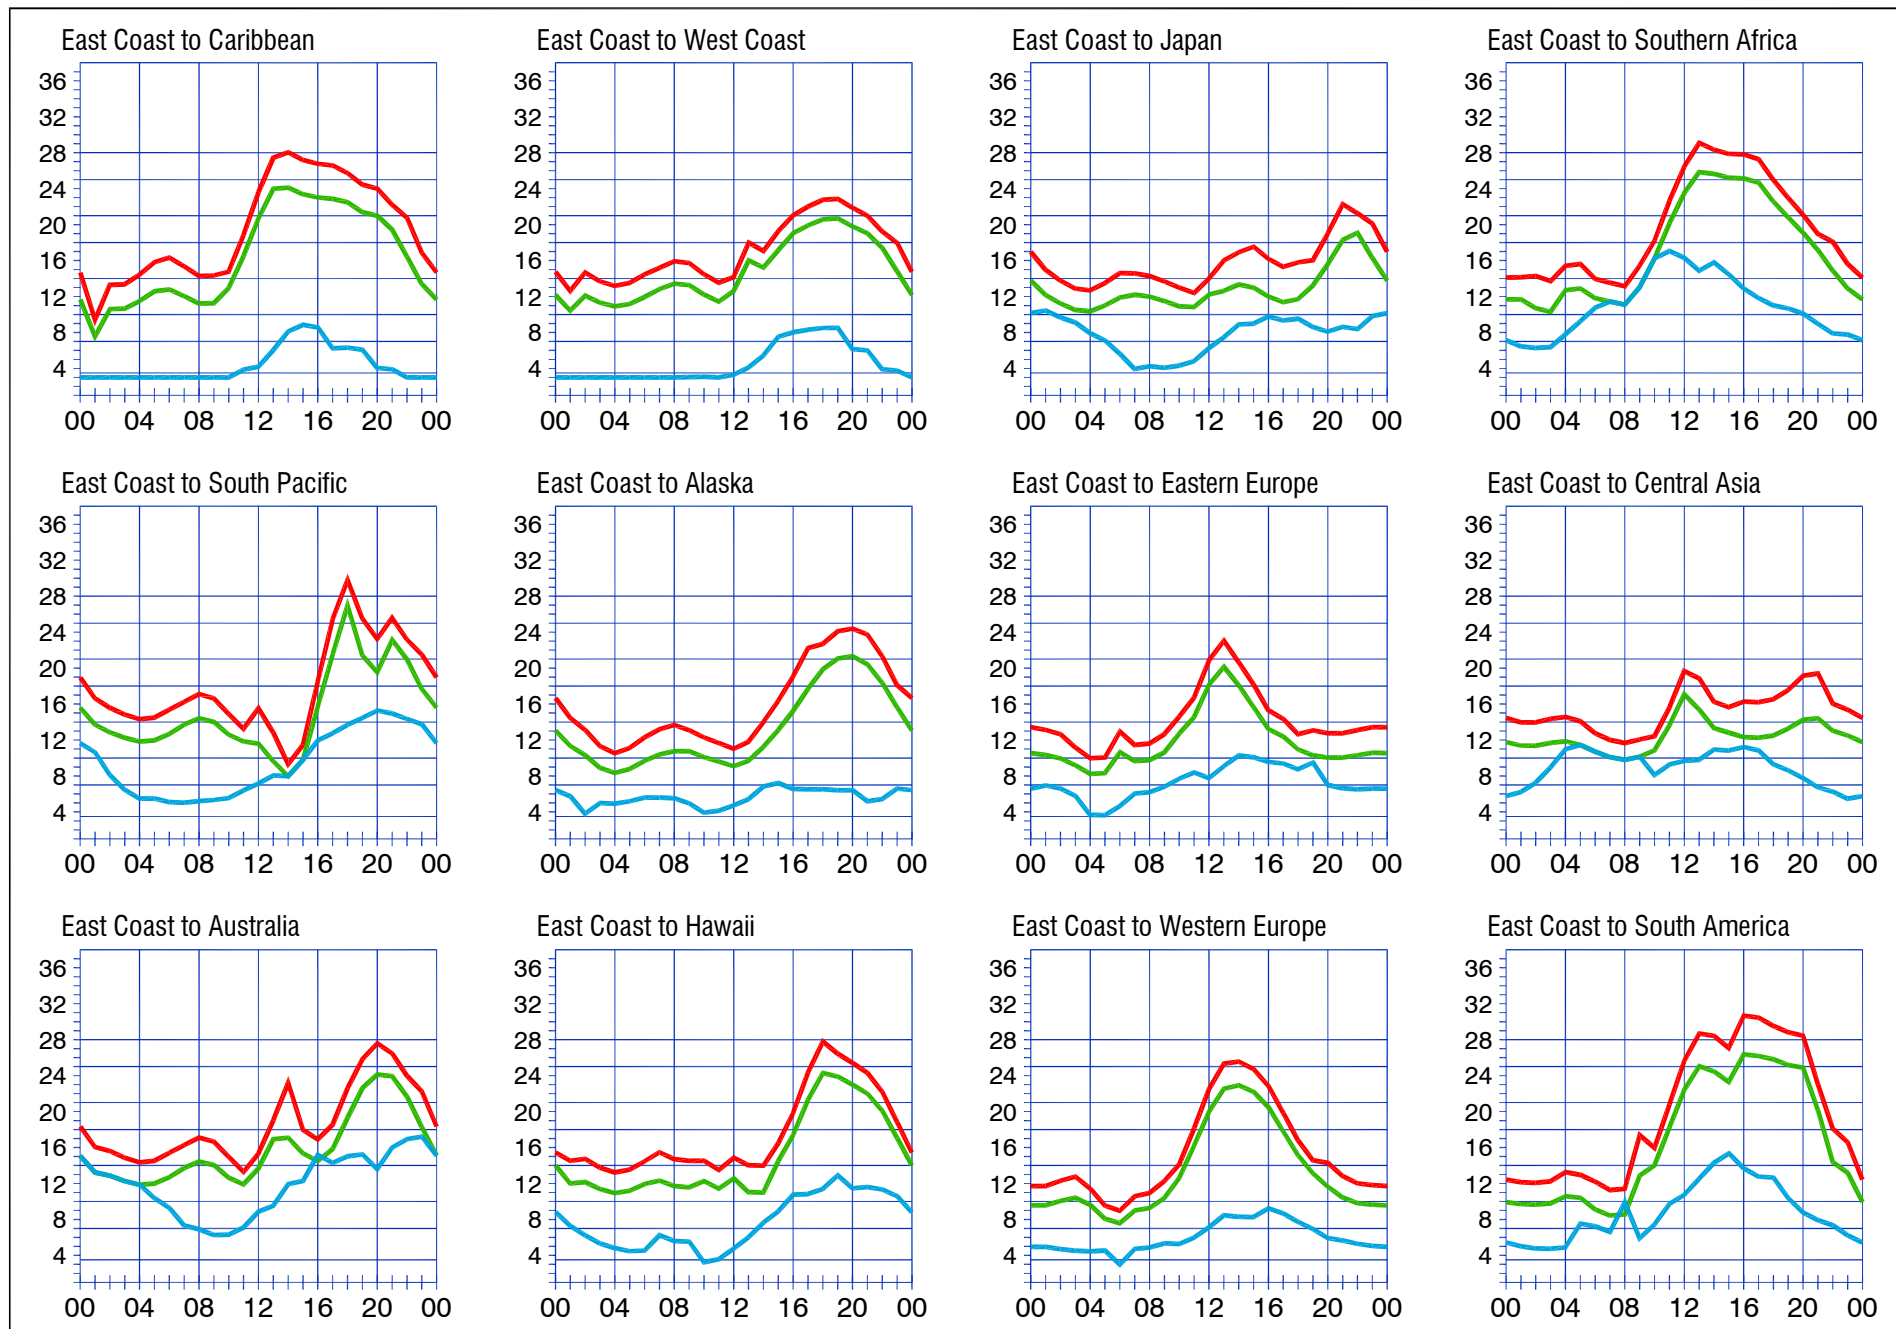 East Coast to Caribbean East Coast to West Coast East Coast to Japan East Coast to Southern Africa
36 36 36 36
32 32 32 32
28 28 28 28
24 24 24 24
20 20 20 20
16 16 16 16
12 12 12 12
8 8 8 8
4 4 4 4
00 04 08 12 16 20 00 00 04 08 12 16 20 00 00 04 08 12 16 20 00 00 04 08 12 16 20 00
East Coast to South Pacific East Coast to Alaska East Coast to Eastern Europe East Coast to Central Asia
36 36 36 36
32 32 32 32
28 28 28 28
24 24 24 24
20 20 20 20
16 16 16 16
12 12 12 12
8 8 8 8
4 4 4 4
00 04 08 12 16 20 00 00 04 08 12 16 20 00 00 04 08 12 16 20 00 00 04 08 12 16 20 00
East Coast to Australia East Coast to Hawaii East Coast to Western Europe East Coast to South America
36 36 36 36
32 32 32 32
28 28 28 28
24 24 24 24
20 20 20 20
16 16 16 16
12 12 12 12
8 8 8 8
4 4 4 4
00 04 08 12 16 20 00 00 04 08 12 16 20 00 00 04 08 12 16 20 00 00 04 08 12 16 20 00